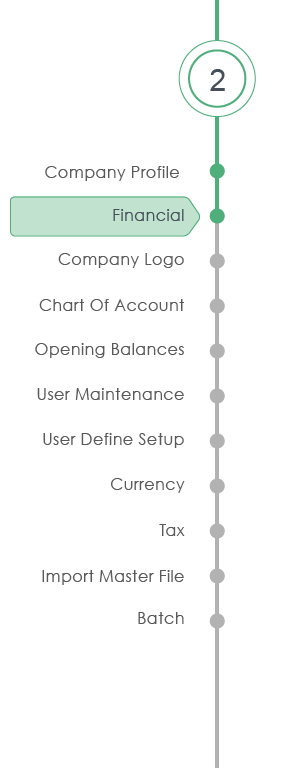 2
Company Profile
Financial
Company Logo
Chart Of Account
Opening Balances
User Maintenance
User Define Setup
Currency
Tax
Import Master File
Batch